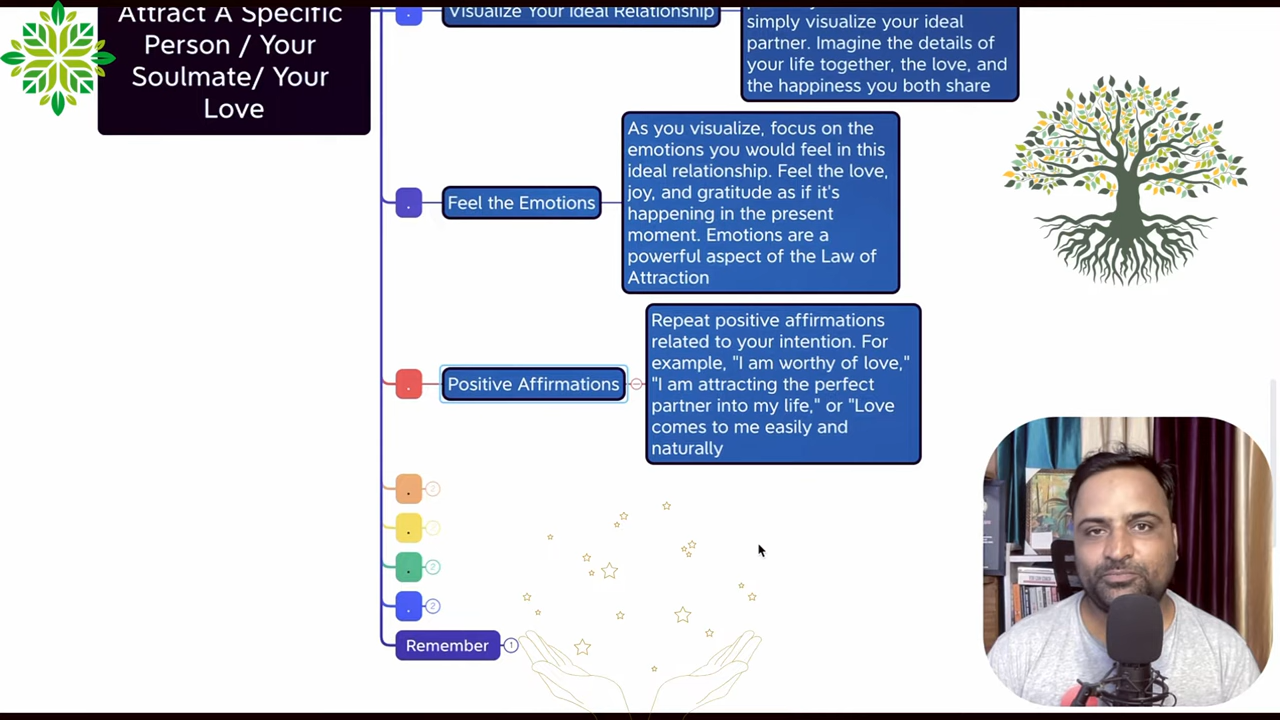 Attract A Specific
Person / Your
Soulmate/ Your
Love
Visualize Your Ideal Relationship
simply visualize your ideal
partner. Imagine the details of
your life together, the love, and
the happiness you both share
Feel the Emotions
As you visualize, focus on the
emotions you would feel in this
ideal relationship. Feel the love,
joy, and gratitude as if it's
happening in the present
moment. Emotions are a
powerful aspect of the Law of
Attraction
Positive Affirmations
Repeat positive affirmations
related to your intention. For
example, "I am worthy of love,"
"I am attracting the perfect
partner into my life," or "Love
comes to me easily and
naturally
.
.
. 2
.
. 2
. 2
Remember 1